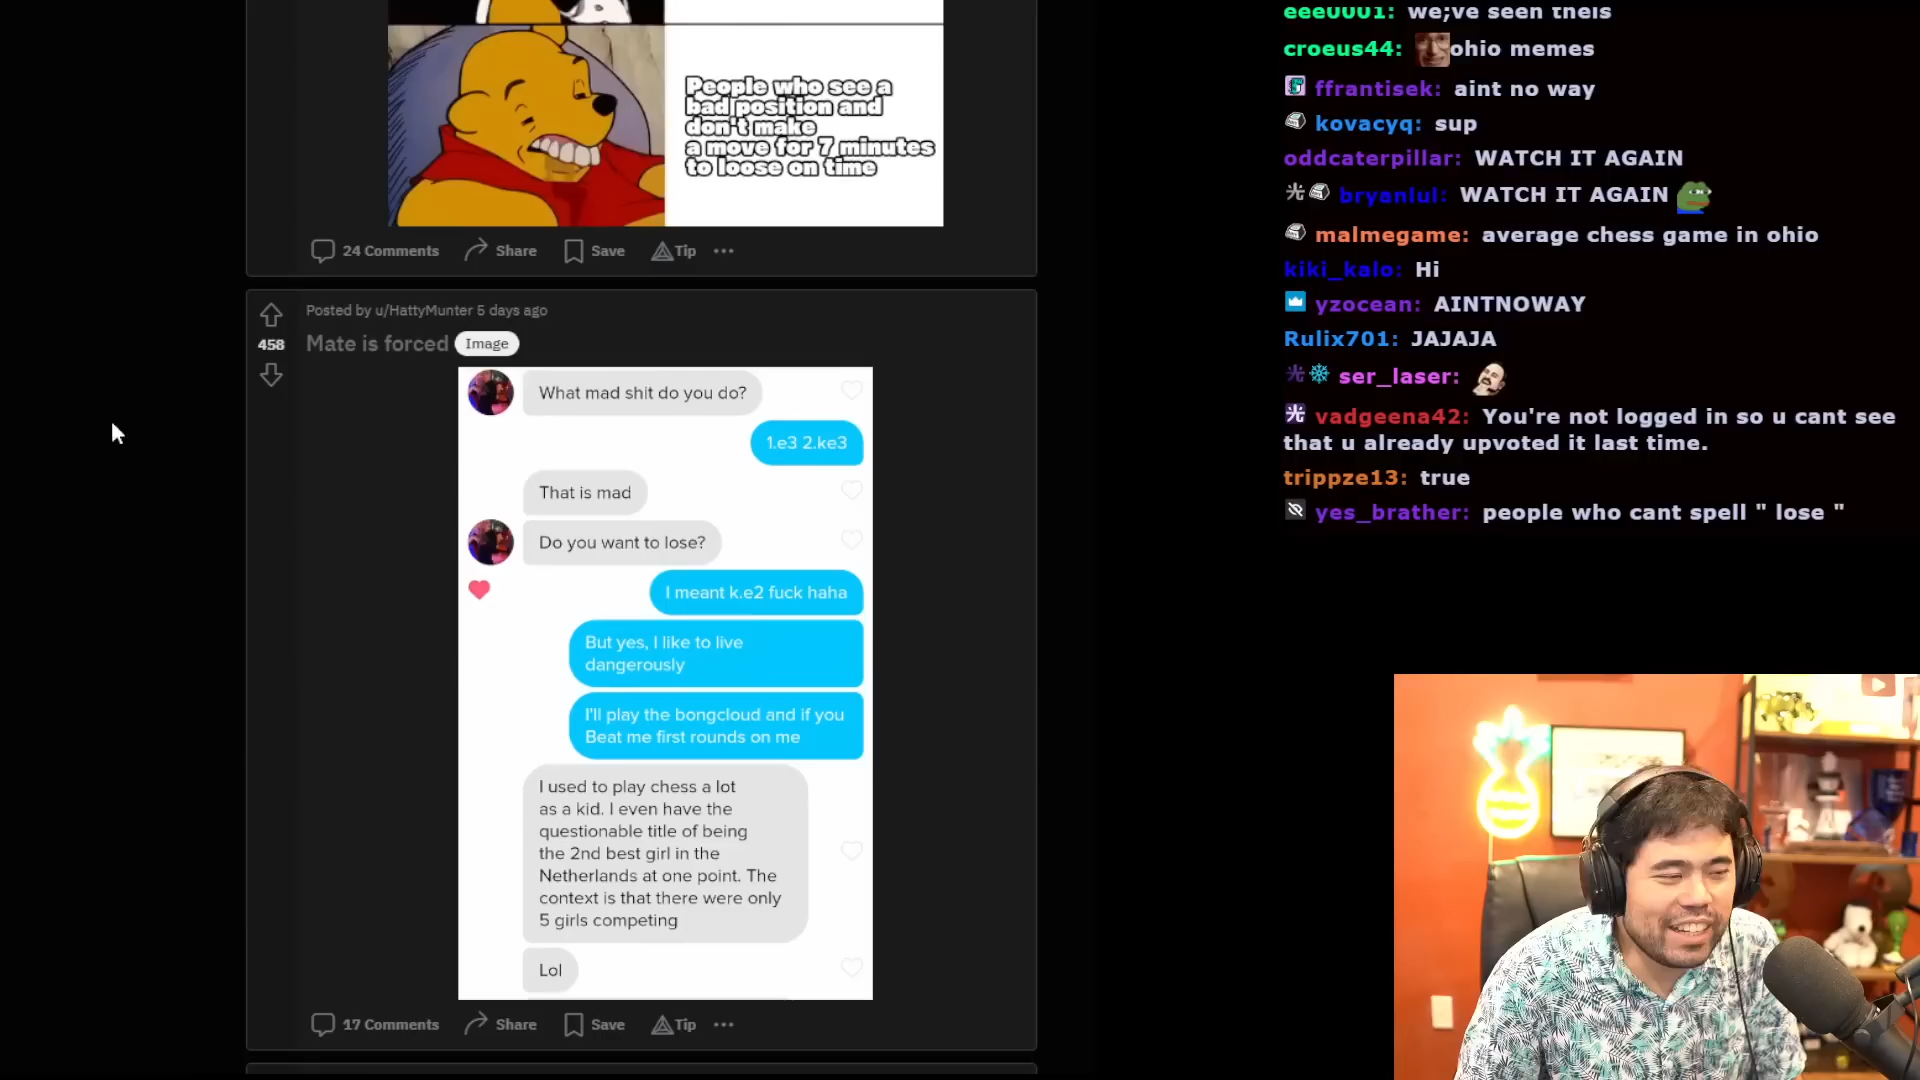 People who see a
bad position and
don't make
a move for 7 minutes
to loose on time
24 Comments
Share
Save
Tip
Posted by u/HattyMunter 5 days ago
458
Mate is forced
Image
What mad shit do you do?
1.e3 2.ke3
That is mad
Do you want to lose?
I meant k.e2 fuck haha
But yes, I like to live
dangerously
I'll play the bongcloud and if you
Beat me first rounds on me
I used to play chess a lot
as a kid. I even have the
questionable title of being
the 2nd best girl in the
Netherlands at one point. The
context is that there were only
5 girls competing
Lol
17 Comments
Share
Save
Tip
eee0001: we;ve seen theis
croeus44: ohio memes
ffrantisek: aint no way
kovacyq: sup
oddcaterpillar: WATCH IT AGAIN
bryanlul: WATCH IT AGAIN
malmegame: average chess game in ohio
kiki_kalo: Hi
yzocean: AINTNOWAY
Rulix701: JAJAJA
ser_laser:
vadgeena42: You're not logged in so u cant see
that u already upvoted it last time.
trippze13: true
yes_brather: people who cant spell " lose "